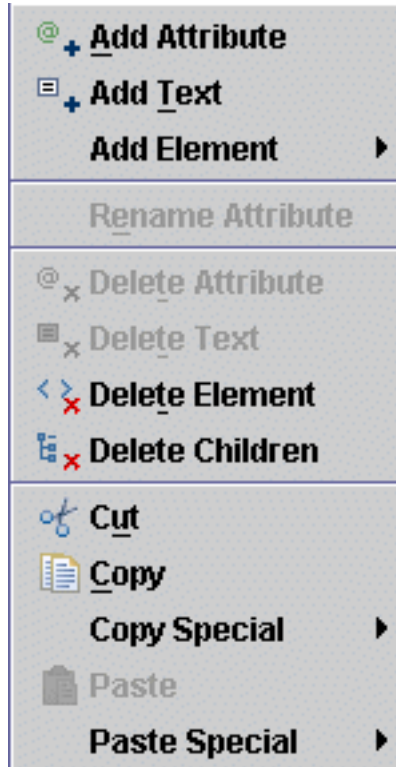 Add Attribute
Add Text
Add Element
Rename Attribute
Delete Attribute
Delete Text
Delete Element
Delete Children
Cut
Copy
Copy Special
Paste
Paste Special